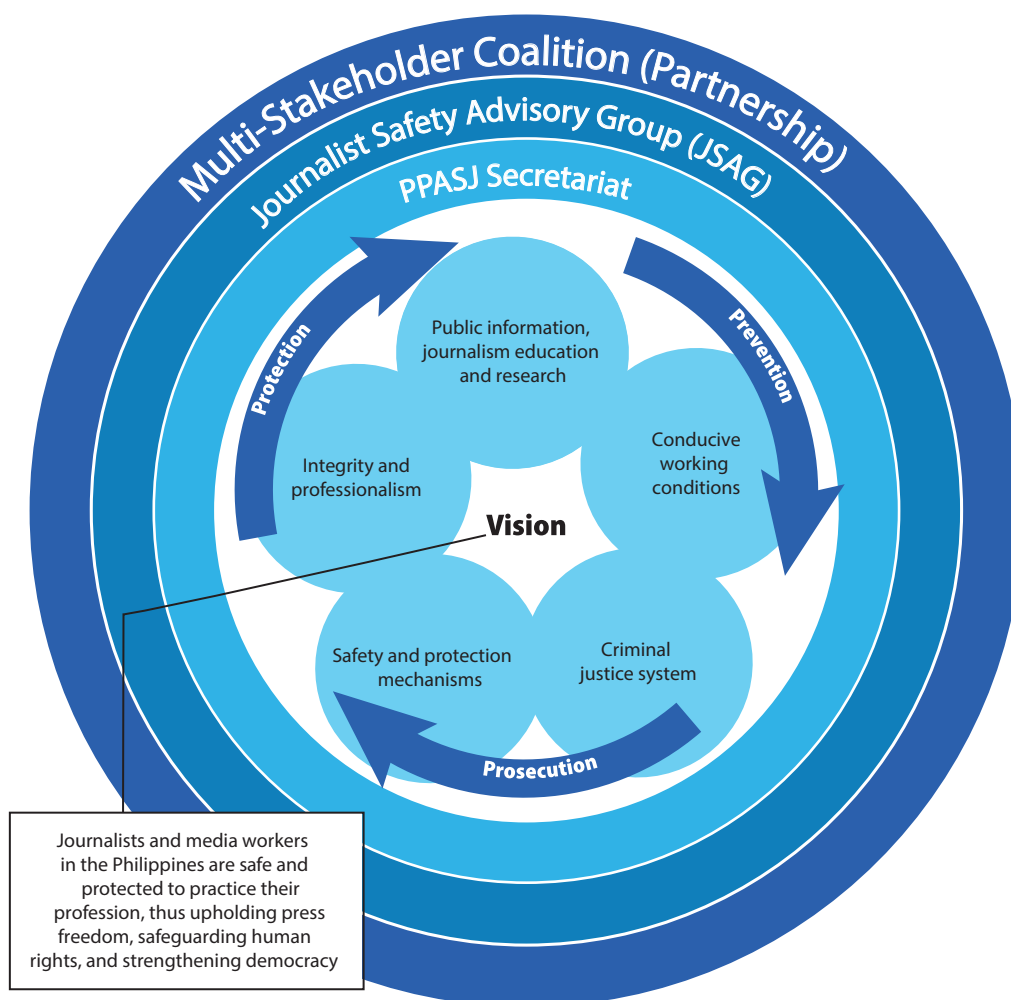 Multi-Stakeholder Coalition (Partnership)
Journalist Safety Advisory Group (JSAG)
PPASJ Secretariat
Protection
Prevention
Public information,
journalism education
and research
Integrity and
professionalism
Conducive
working
conditions
Vision
Safety and protection
mechanisms
Criminal
justice system
Prosecution
Journalists and media workers
in the Philippines are safe and
protected to practice their
profession, thus upholding press
freedom, safeguarding human
rights, and strengthening democracy